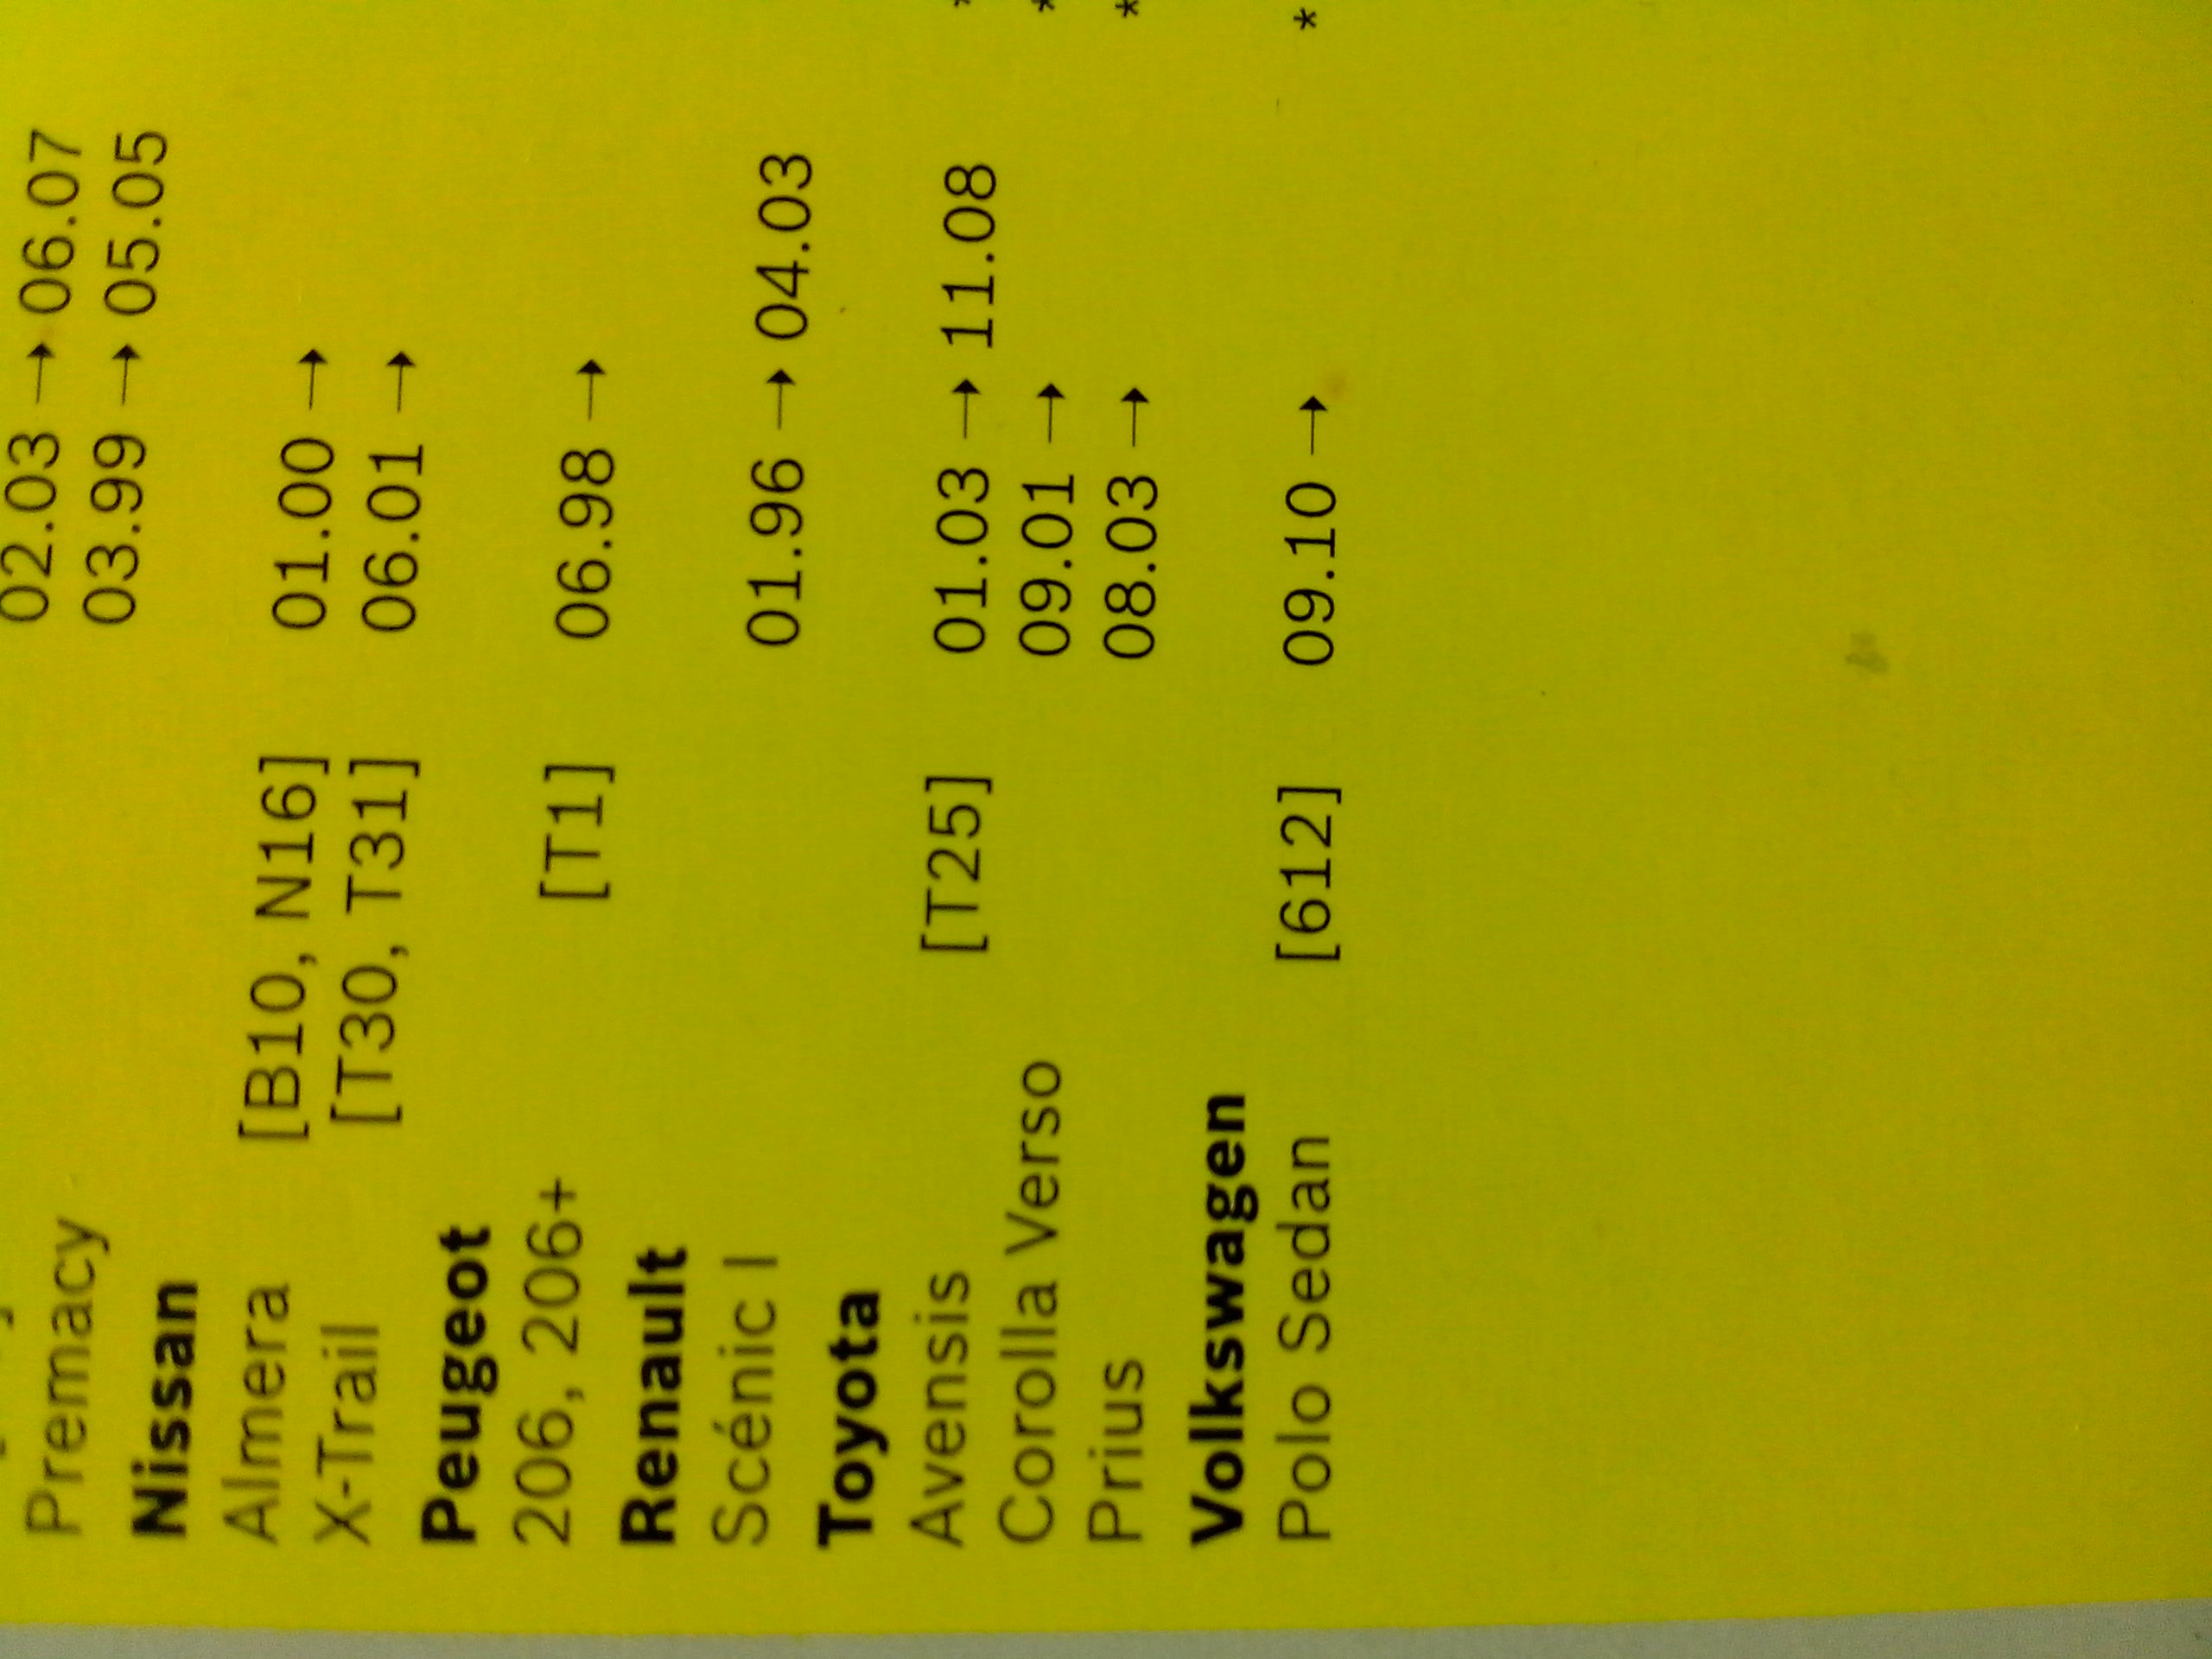 02.03 → 06.07
Premacy 03.99 → 05.05
Nissan
Almera [B10, N16] 01.00 →
X-Trail [T30, T31] 06.01 →
Peugeot
206, 206+ [T1] 06.98 →
Renault
Scénic I 01.96 → 04.03
Toyota
Avensis [T25] 01.03 → 11.08 *
Corolla Verso 09.01 → *
Prius 08.03 → *
Volkswagen
Polo Sedan [612] 09.10 → *